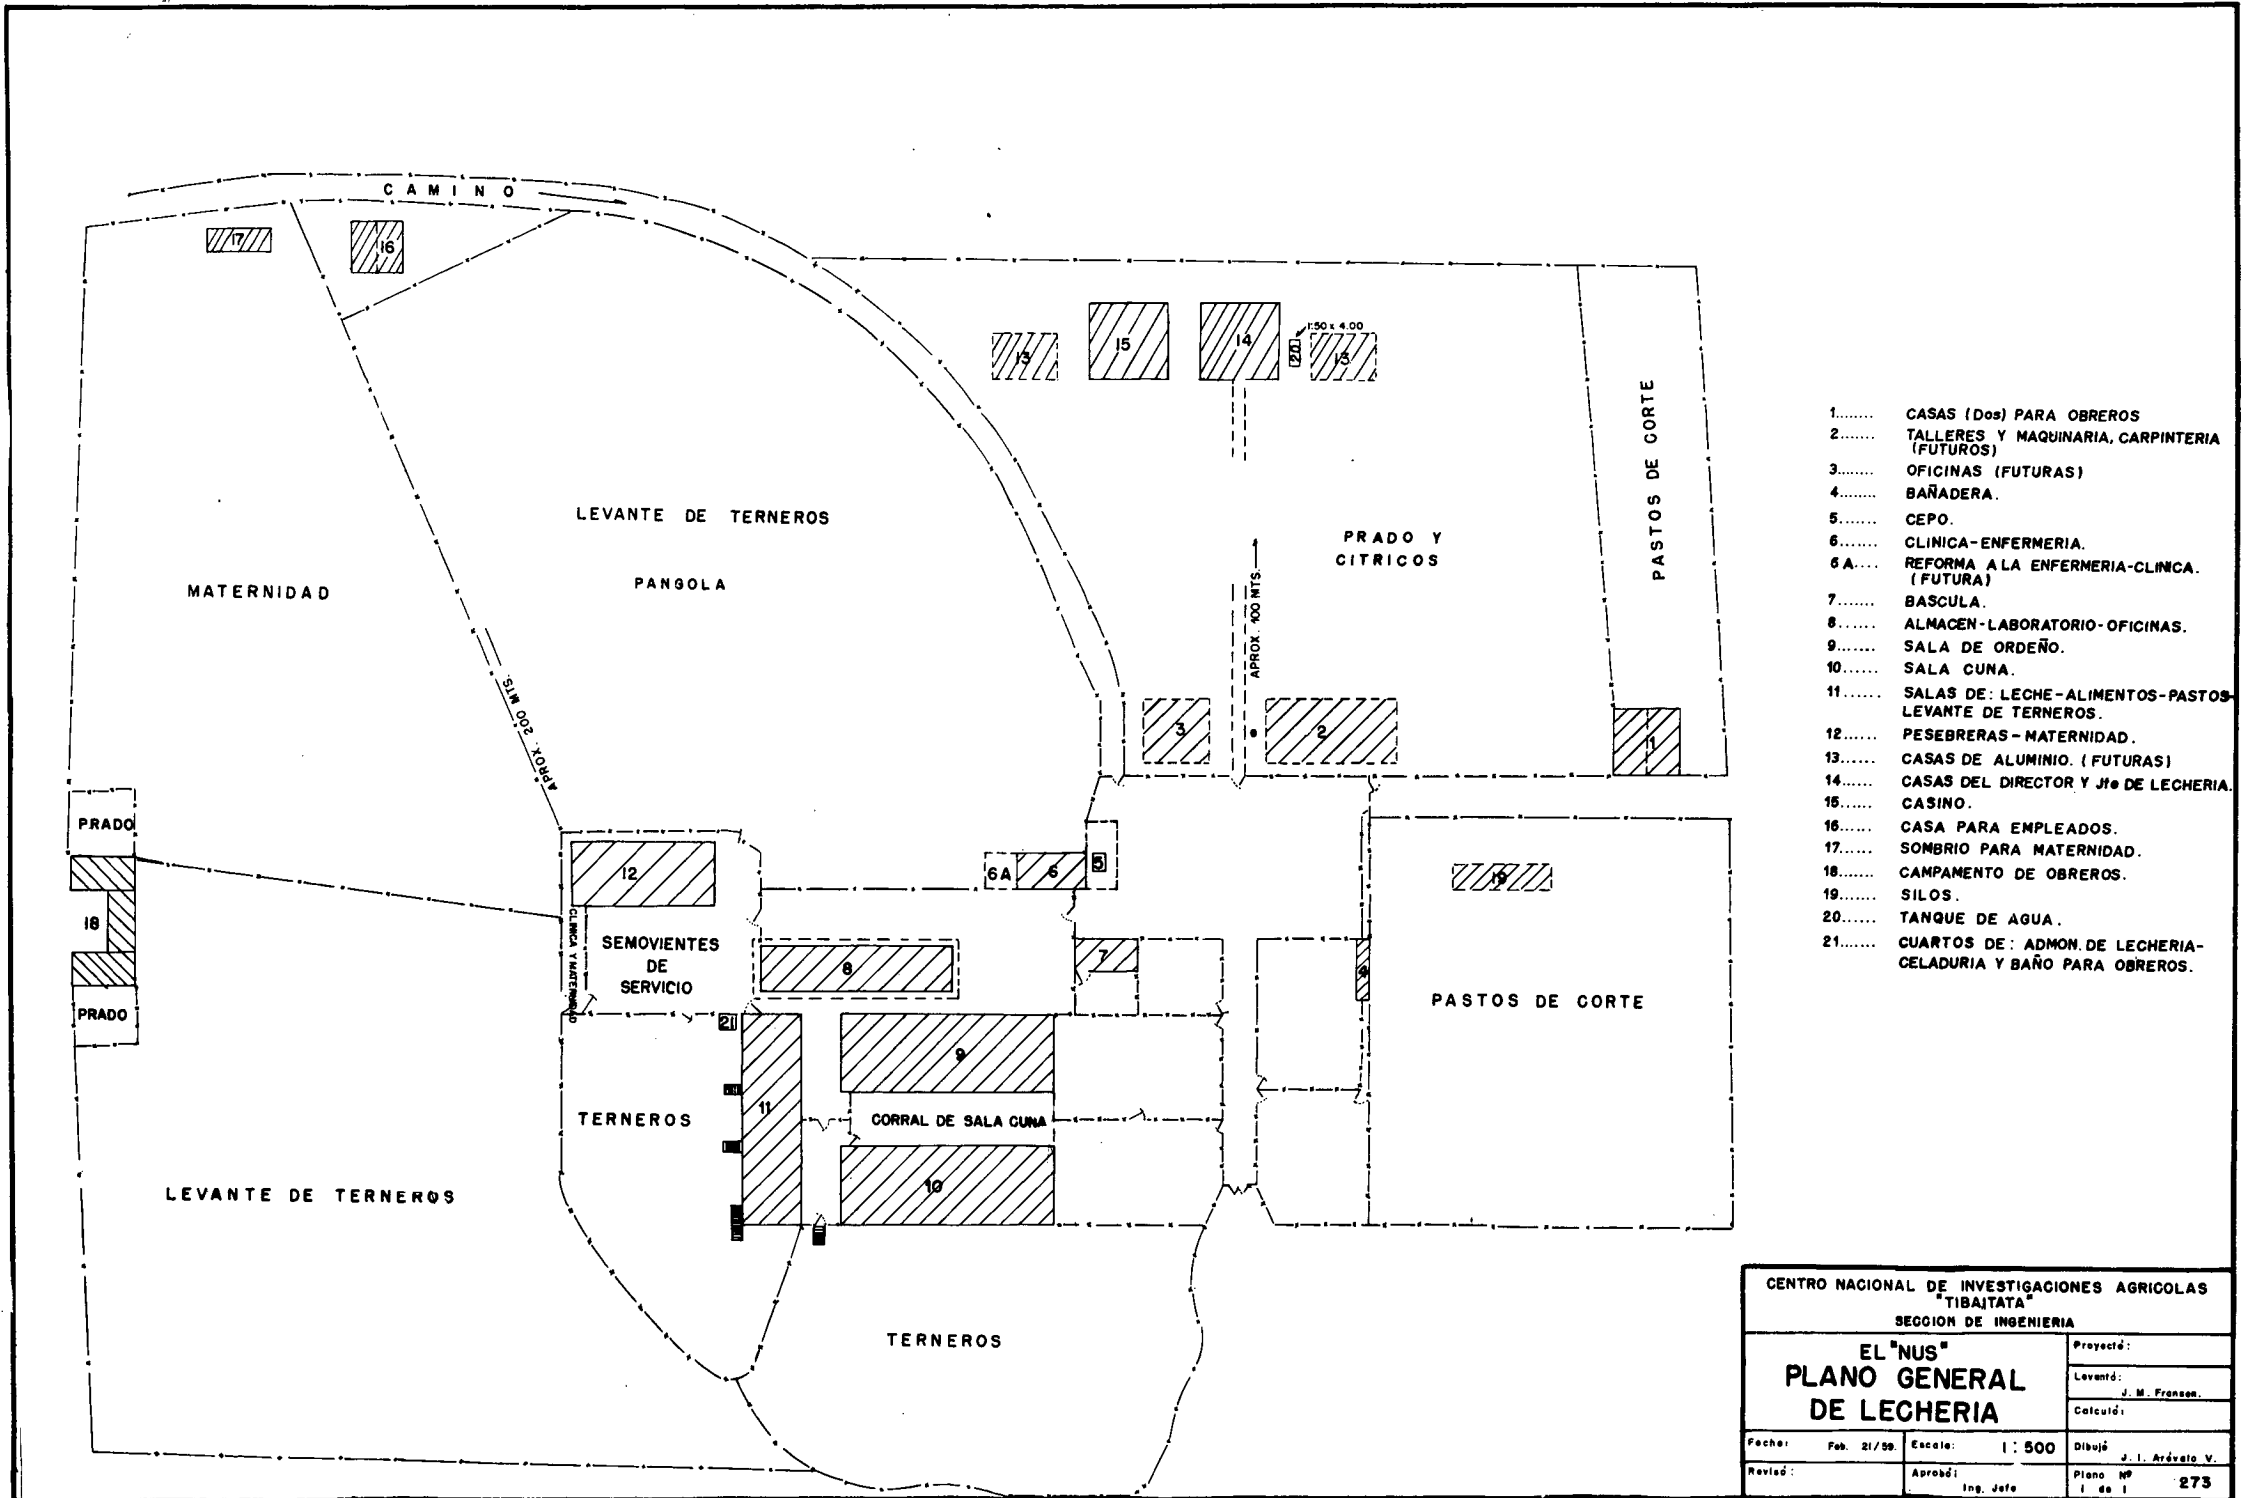 CAMINO
17
16
1.50 x 4.00
13
15
14
20
13
PASTOS DE CORTE
LEVANTE DE TERNEROS
PANGOLA
PRADO Y
CITRICOS
MATERNIDAD
APROX. 100 MTS.
APROX. 200 MTS.
3
2
1
PRADO
12
6A
6
5
19
18
CLINICA Y MATERNIDAD
SEMOVIENTES
DE
SERVICIO
8
7
4
PRADO
PASTOS DE CORTE
21
9
11
TERNEROS
CORRAL DE SALA CUNA
10
LEVANTE DE TERNEROS
TERNEROS
1........ CASAS (Dos) PARA OBREROS
2........ TALLERES Y MAQUINARIA, CARPINTERIA
(FUTUROS)
3........ OFICINAS (FUTURAS)
4........ BAÑADERA.
5........ CEPO.
6....... CLINICA-ENFERMERIA.
6A.... REFORMA A LA ENFERMERIA-CLINICA.
(FUTURA)
7....... BASCULA.
8...... ALMACEN-LABORATORIO-OFICINAS.
9....... SALA DE ORDEÑO.
10...... SALA CUNA.
11...... SALAS DE: LECHE-ALIMENTOS-PASTOS-
LEVANTE DE TERNEROS.
12...... PESEBRERAS-MATERNIDAD.
13...... CASAS DE ALUMINIO. (FUTURAS)
14...... CASAS DEL DIRECTOR Y Jfe DE LECHERIA.
15...... CASINO.
16...... CASA PARA EMPLEADOS.
17...... SOMBRIO PARA MATERNIDAD.
18....... CAMPAMENTO DE OBREROS.
19....... SILOS.
20...... TANQUE DE AGUA.
21....... CUARTOS DE: ADMON. DE LECHERIA-
CELADURIA Y BAÑO PARA OBREROS.
CENTRO NACIONAL DE INVESTIGACIONES AGRICOLAS
"TIBAITATA"
SECCION DE INGENIERIA
EL "NUS"
PLANO GENERAL
DE LECHERIA
Proyectó:
Levantó:
J. M. Fransen.
Calculó:
Fecha: Feb. 21/59.
Escala: 1:500
Dibujó
J. I. Arévalo V.
Revisó:
Aprobó:
Ing. Jefe
Plano Nº
1 de 1
273